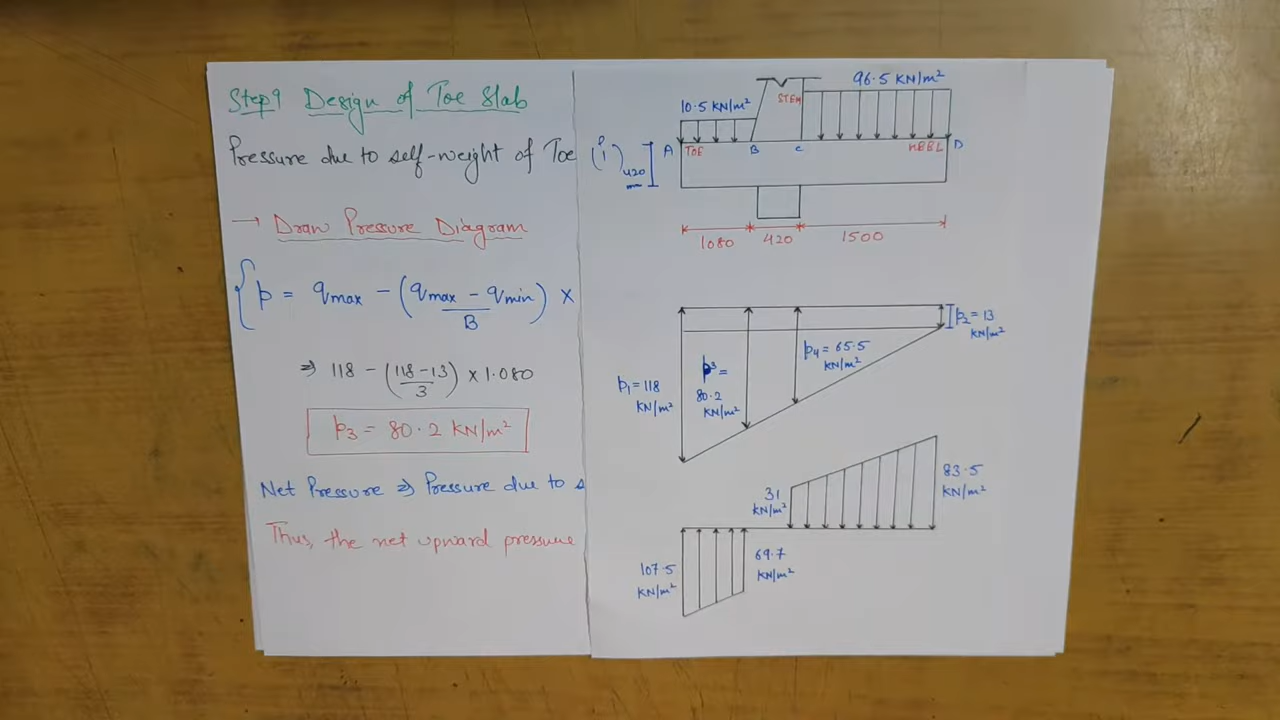 Step 9 Design of Toe Slab
Pressure due to self-weight of Toe
→ Draw Pressure Diagram
p = qmax - (qmax - qmin / B) ×
⇒ 118 - (118-13 / 3) × 1.080
p3 = 80.2 KN/m²
Net Pressure ⇒ Pressure due to s
Thus, the net upward pressure
(i)
10.5 KN/m²
96.5 KN/m²
STEM
A TOE B C HEEL D
420
mm
1080 420 1500
p1 = 118
KN/m²
p3 =
80.2
KN/m²
p4 = 65.5
KN/m²
p2 = 13
KN/m²
31
KN/m²
83.5
KN/m²
107.5
KN/m²
69.7
KN/m²